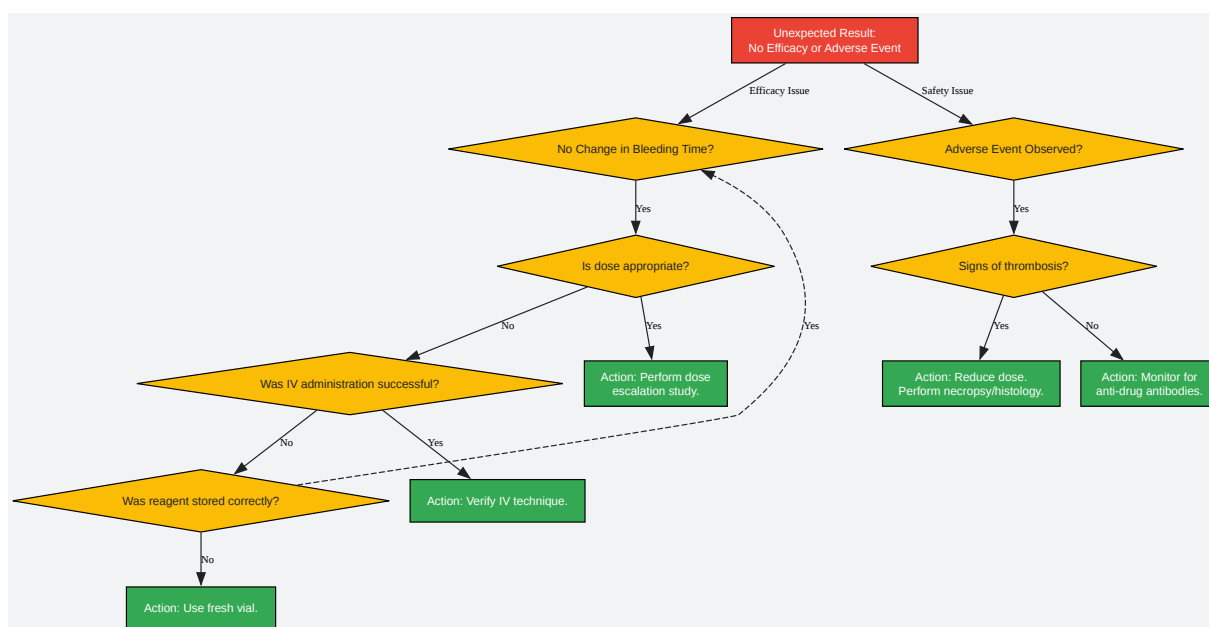 Unexpected Result:
No Efficacy or Adverse Event
Efficacy Issue
Safety Issue
No Change in Bleeding Time?
Adverse Event Observed?
Yes
Yes
Is dose appropriate?
Signs of thrombosis?
No
Yes
Yes
Yes
No
Was IV administration successful?
Action: Perform dose
escalation study.
Action: Reduce dose.
Perform necropsy/histology.
Action: Monitor for
anti-drug antibodies.
No
Yes
Was reagent stored correctly?
Action: Verify IV technique.
No
Action: Use fresh vial.